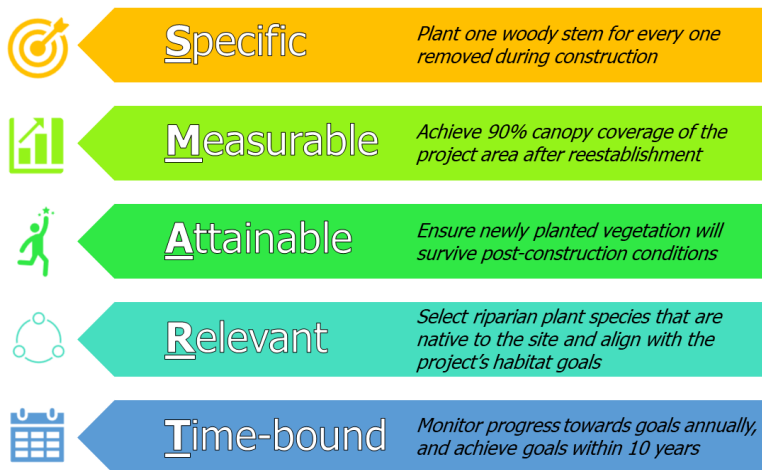 Specific
Plant one woody stem for every one
removed during construction
Measurable
Achieve 90% canopy coverage of the
project area after reestablishment
Attainable
Ensure newly planted vegetation will
survive post-construction conditions
Relevant
Select riparian plant species that are
native to the site and align with the
project's habitat goals
Time-bound
Monitor progress towards goals annually,
and achieve goals within 10 years